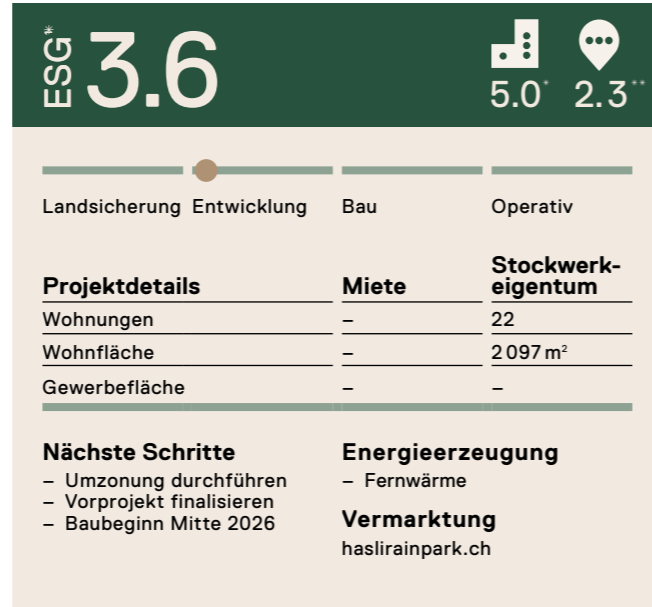 ESG* 3.6
5.0* 2.3**
Landsicherung Entwicklung Bau Operativ
Projektdetails Miete Stockwerk-
eigentum
Wohnungen – 22
Wohnfläche – 2 097 m²
Gewerbefläche – –
Nächste Schritte
– Umzonung durchführen
– Vorprojekt finalisieren
– Baubeginn Mitte 2026
Energieerzeugung
– Fernwärme
Vermarktung
haslirainpark.ch